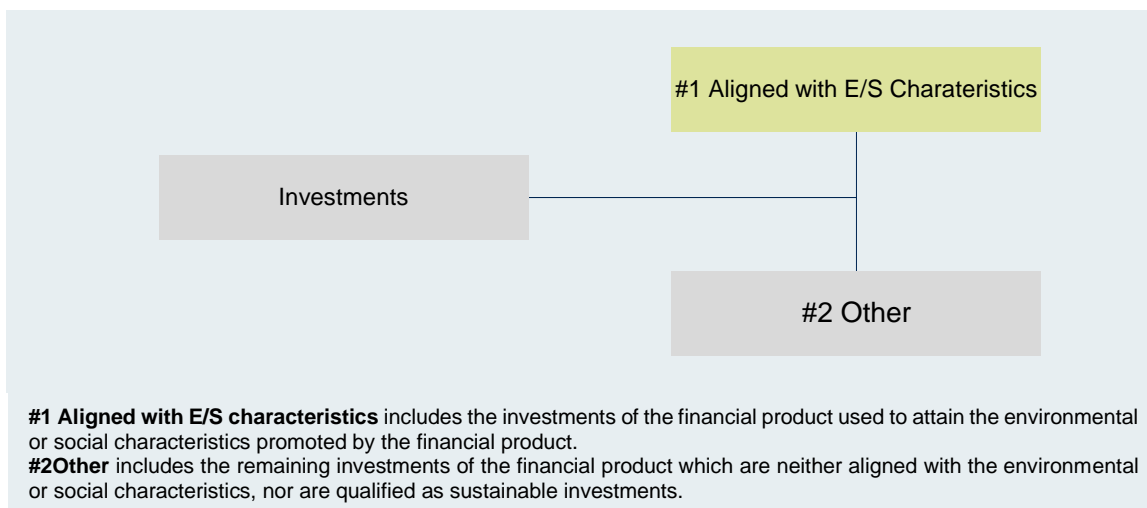 #1 Aligned with E/S Charateristics
Investments
#2 Other
#1 Aligned with E/S characteristics includes the investments of the financial product used to attain the environmental
or social characteristics promoted by the financial product.
#2Other includes the remaining investments of the financial product which are neither aligned with the environmental
or social characteristics, nor are qualified as sustainable investments.